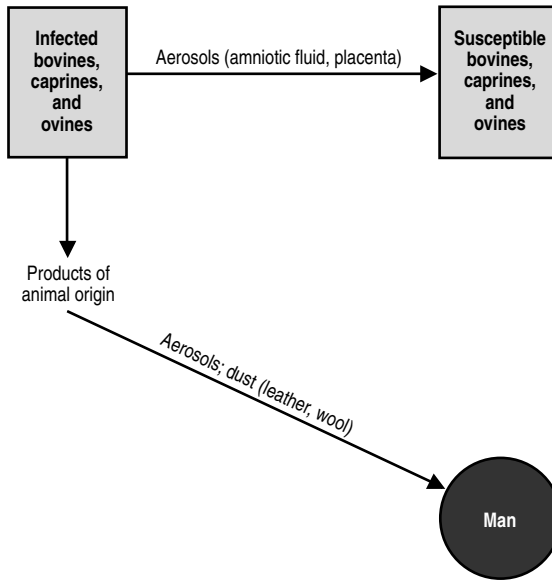 Infected
bovines,
caprines,
and
ovines
Aerosols (amniotic fluid, placenta)
Susceptible
bovines,
caprines,
and
ovines
Products of
animal origin
Aerosols; dust (leather, wool)
Man